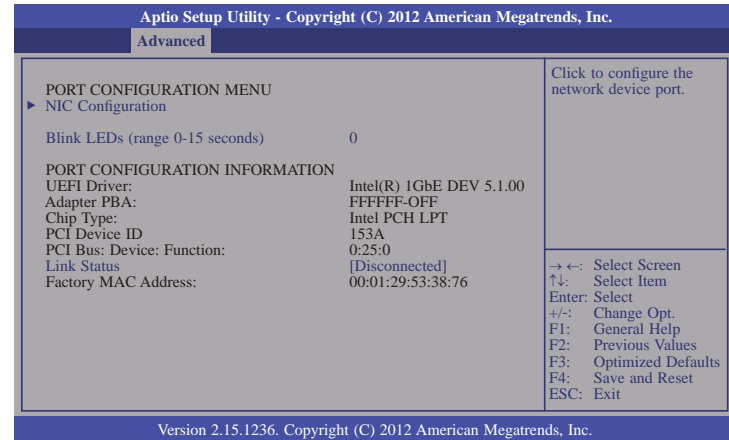 Aptio Setup Utility - Copyright (C) 2012 American Megatrends, Inc.
Advanced
PORT CONFIGURATION MENU
▶ NIC Configuration
Blink LEDs (range 0-15 seconds) 0
PORT CONFIGURATION INFORMATION
UEFI Driver: Intel(R) 1GbE DEV 5.1.00
Adapter PBA: FFFFFF-OFF
Chip Type: Intel PCH LPT
PCI Device ID 153A
PCI Bus: Device: Function: 0:25:0
Link Status [Disconnected]
Factory MAC Address: 00:01:29:53:38:76
Click to configure the
network device port.
→←: Select Screen
↑↓: Select Item
Enter: Select
+/-: Change Opt.
F1: General Help
F2: Previous Values
F3: Optimized Defaults
F4: Save and Reset
ESC: Exit
Version 2.15.1236. Copyright (C) 2012 American Megatrends, Inc.